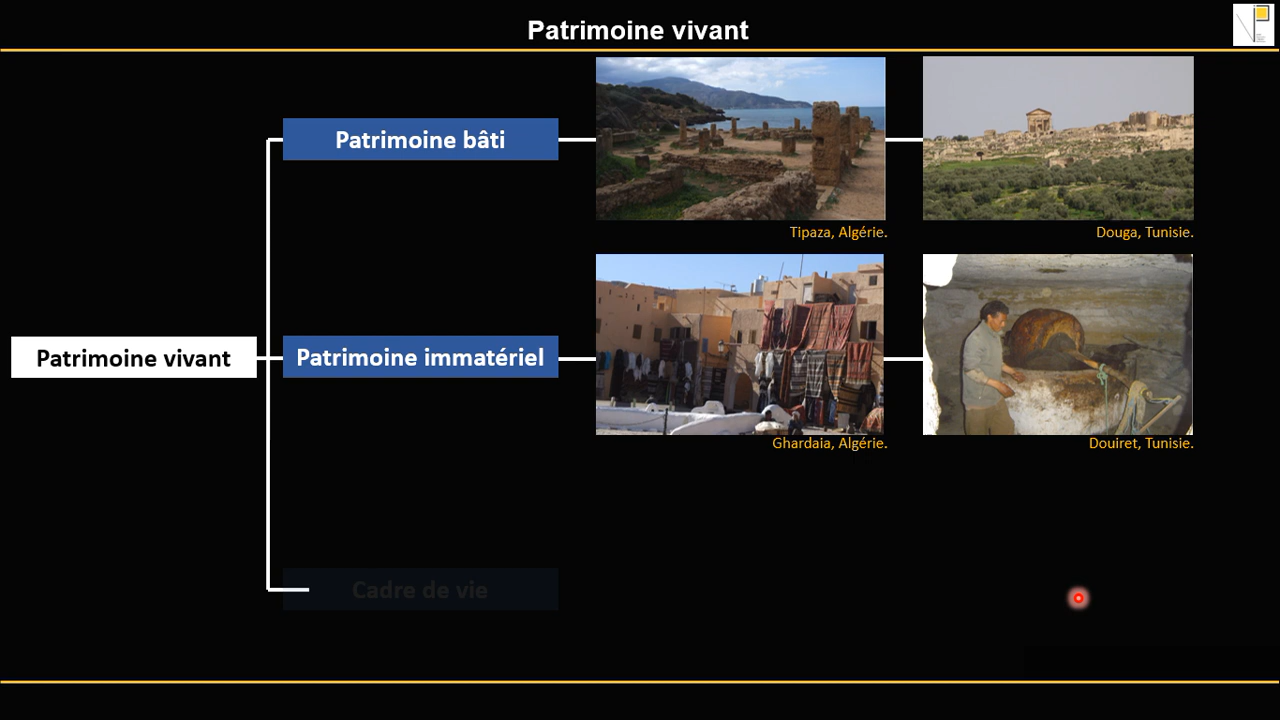 Patrimoine vivant
Patrimoine bâti
Tipaza, Algérie.
Douga, Tunisie.
Patrimoine vivant
Patrimoine immatériel
Ghardaia, Algérie.
Douiret, Tunisie.
Cadre de vie